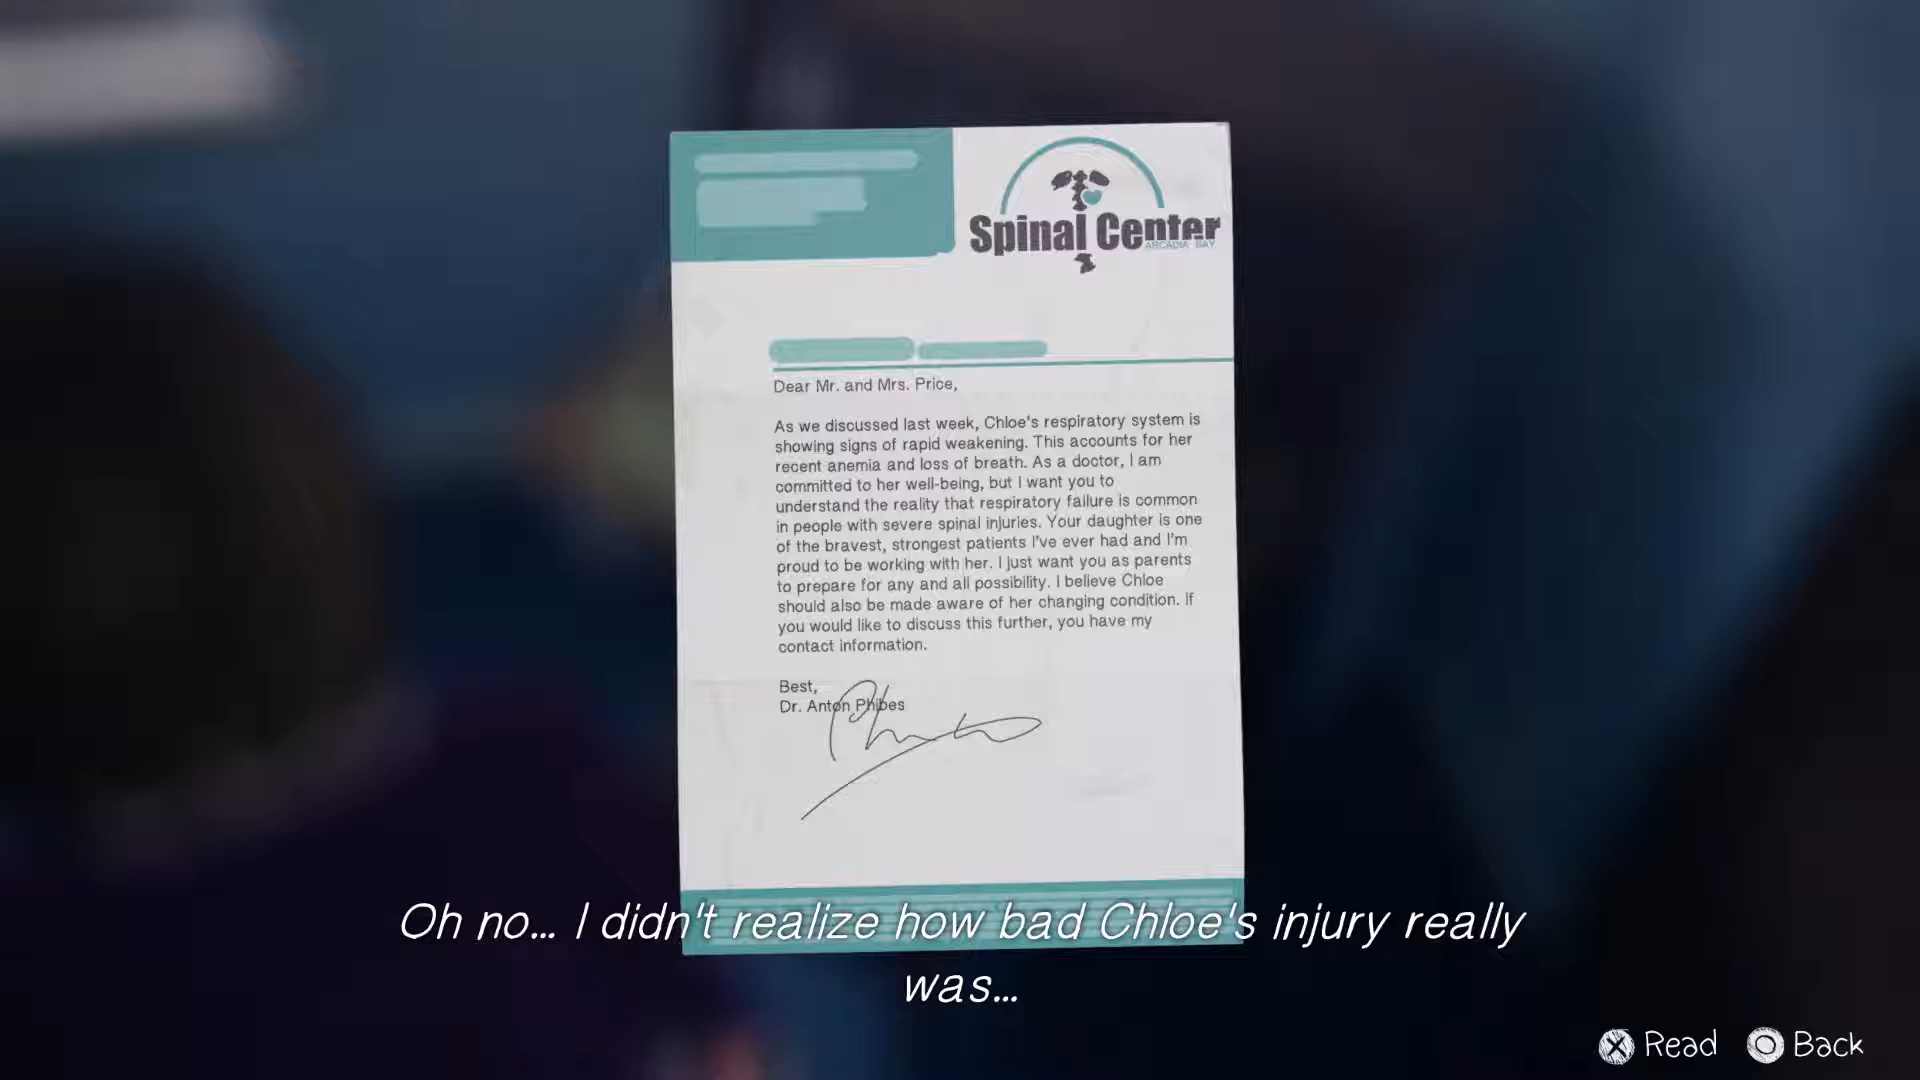 Spinal Center
ARCADIA BAY
Dear Mr. and Mrs. Price,
As we discussed last week, Chloe's respiratory system is
showing signs of rapid weakening. This accounts for her
recent anemia and loss of breath. As a doctor, I am
committed to her well-being, but I want you to
understand the reality that respiratory failure is common
in people with severe spinal injuries. Your daughter is one
of the bravest, strongest patients I've ever had and I'm
proud to be working with her. I just want you as parents
to prepare for any and all possibility. I believe Chloe
should also be made aware of her changing condition. If
you would like to discuss this further, you have my
contact information.
Best,
Dr. Anton Phibes
Oh no... I didn't realize how bad Chloe's injury really
was...
Read Back